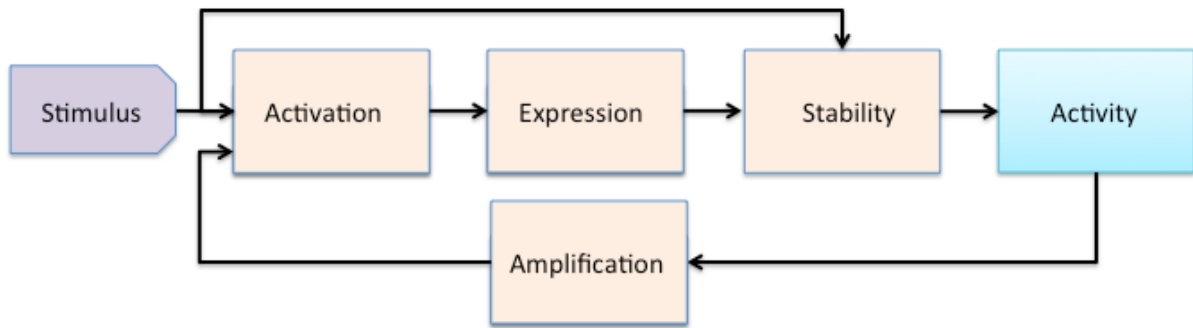 Stimulus
Activation
Expression
Stability
Activity
Amplification